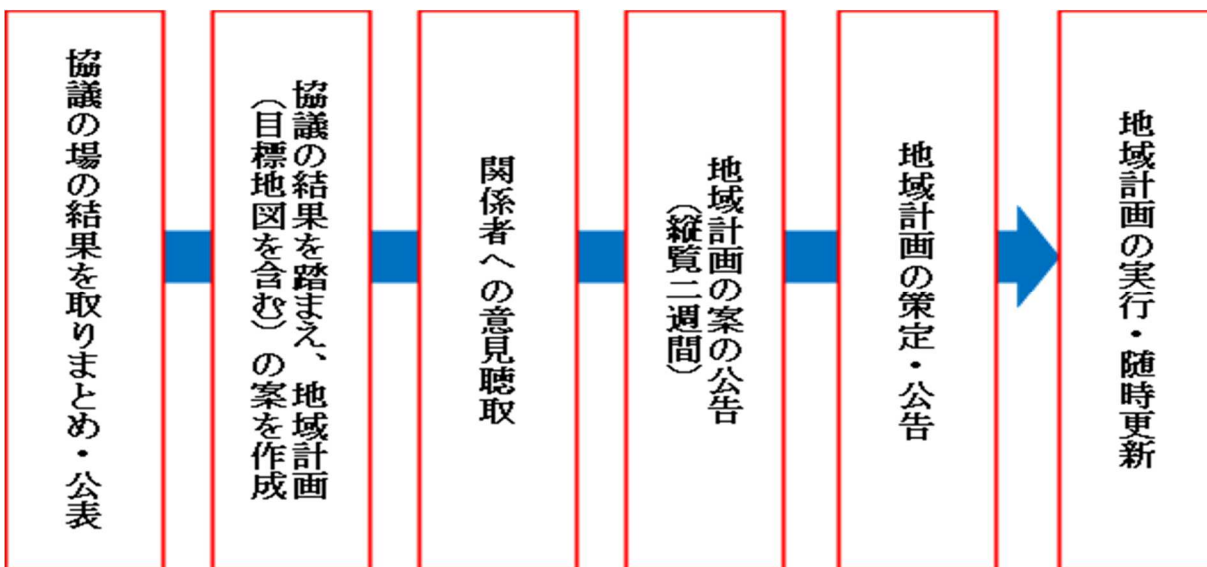 協議の場の結果を取りまとめ・公表
協議の結果を踏まえ、地域計画
（目標地図を含む）の案を作成
関係者への意見聴取
地域計画の案の公告
（縦覧二週間）
地域計画の策定・公告
地域計画の実行・随時更新